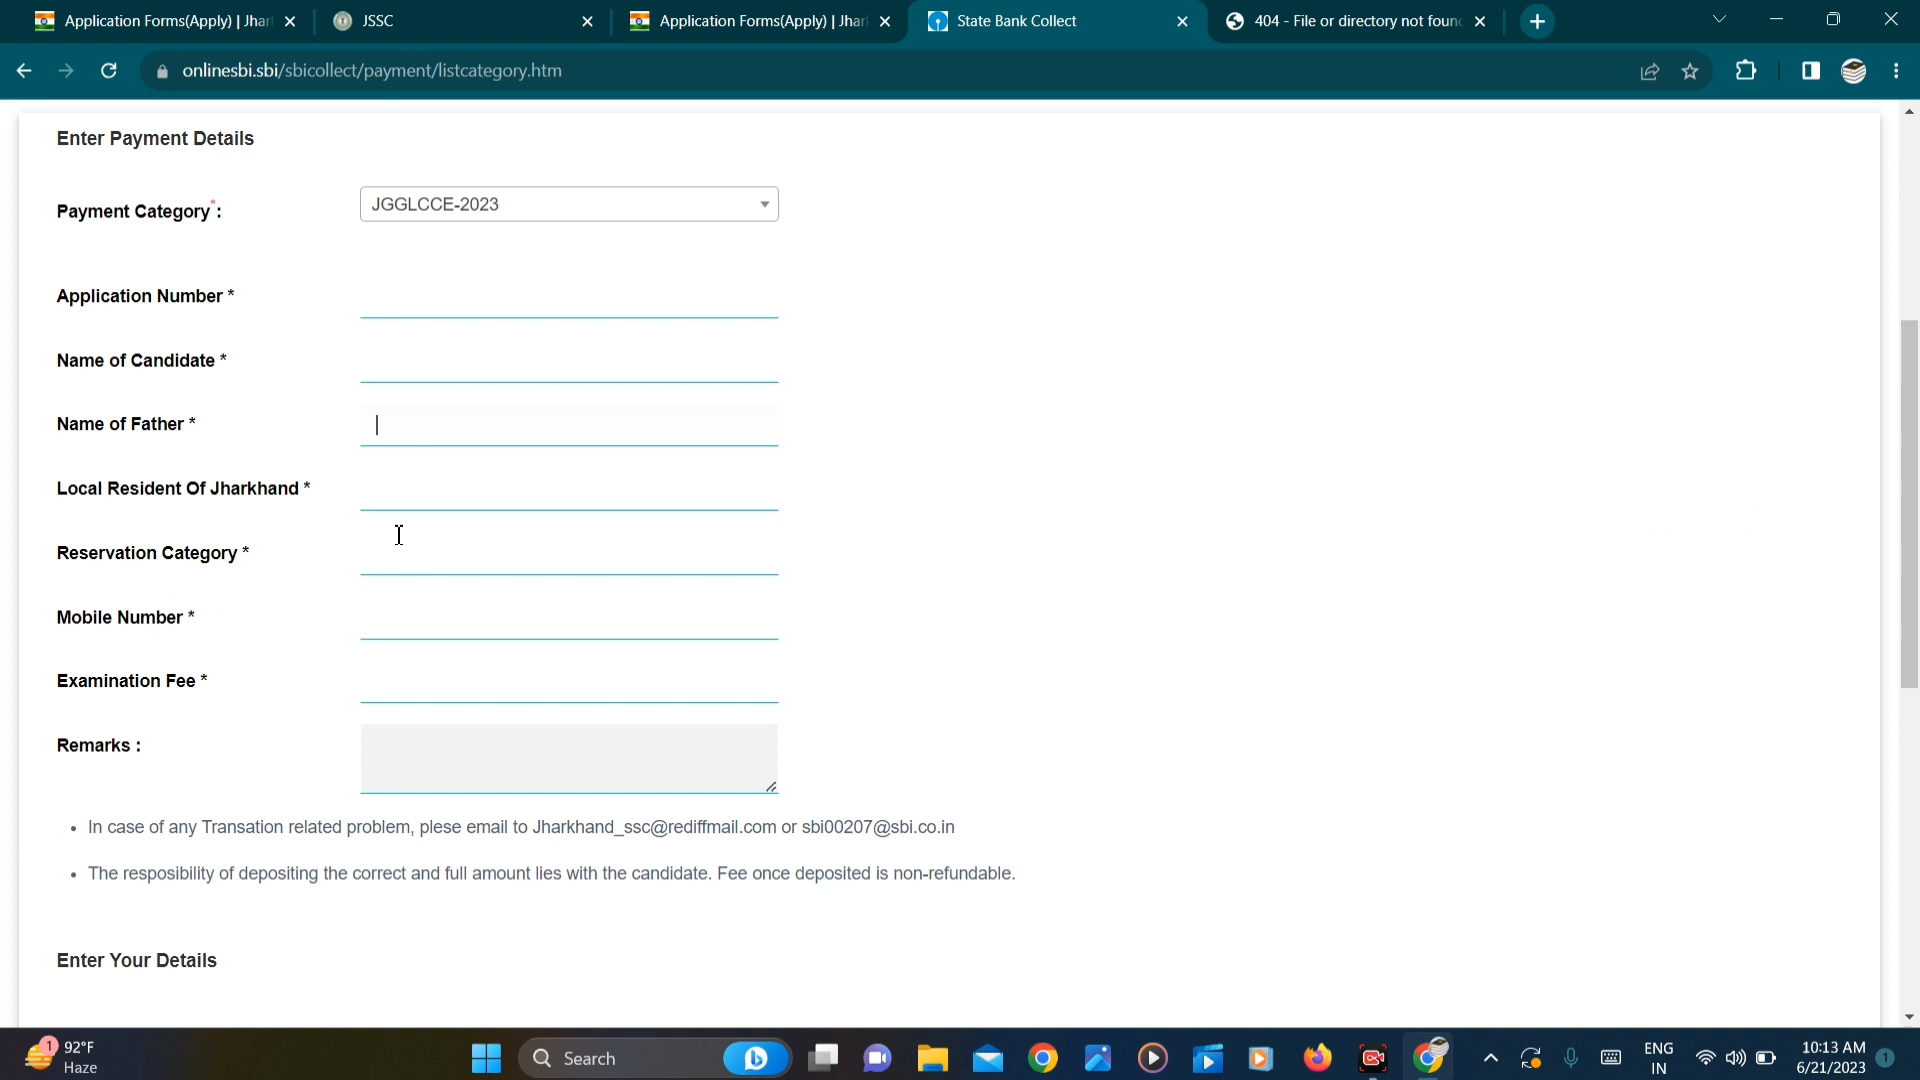 Application Forms(Apply) | Jhar
JSSC
Application Forms(Apply) | Jhar
State Bank Collect
404 - File or directory not foun
onlinesbi.sbi/sbicollect/payment/listcategory.htm
Enter Payment Details
Payment Category*:
JGGLCCE-2023
Application Number *
Name of Candidate *
Name of Father *
Local Resident Of Jharkhand *
Reservation Category *
Mobile Number *
Examination Fee *
Remarks :
• In case of any Transation related problem, plese email to Jharkhand_ssc@rediffmail.com or sbi00207@sbi.co.in
• The resposibility of depositing the correct and full amount lies with the candidate. Fee once deposited is non-refundable.
Enter Your Details
1
92°F
Haze
Search
ENG
IN
10:13 AM
6/21/2023
1